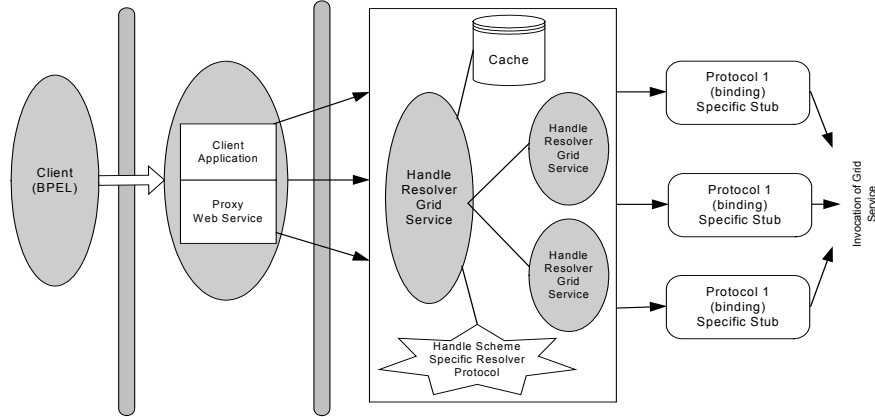 Client
(BPEL)
Client
Application
Proxy
Web Service
Cache
Handle
Resolver
Grid
Service
Handle
Resolver
Grid
Service
Handle
Resolver
Grid
Service
Handle Scheme
Specific Resolver
Protocol
Protocol 1
(binding)
Specific Stub
Protocol 1
(binding)
Specific Stub
Protocol 1
(binding)
Specific Stub
Invocation of Grid
Service